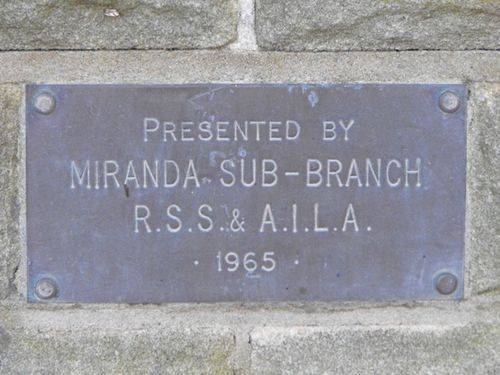 PRESENTED BY
MIRANDA SUB-BRANCH
R.S.S. & A.I.L.A.
· 1965 ·